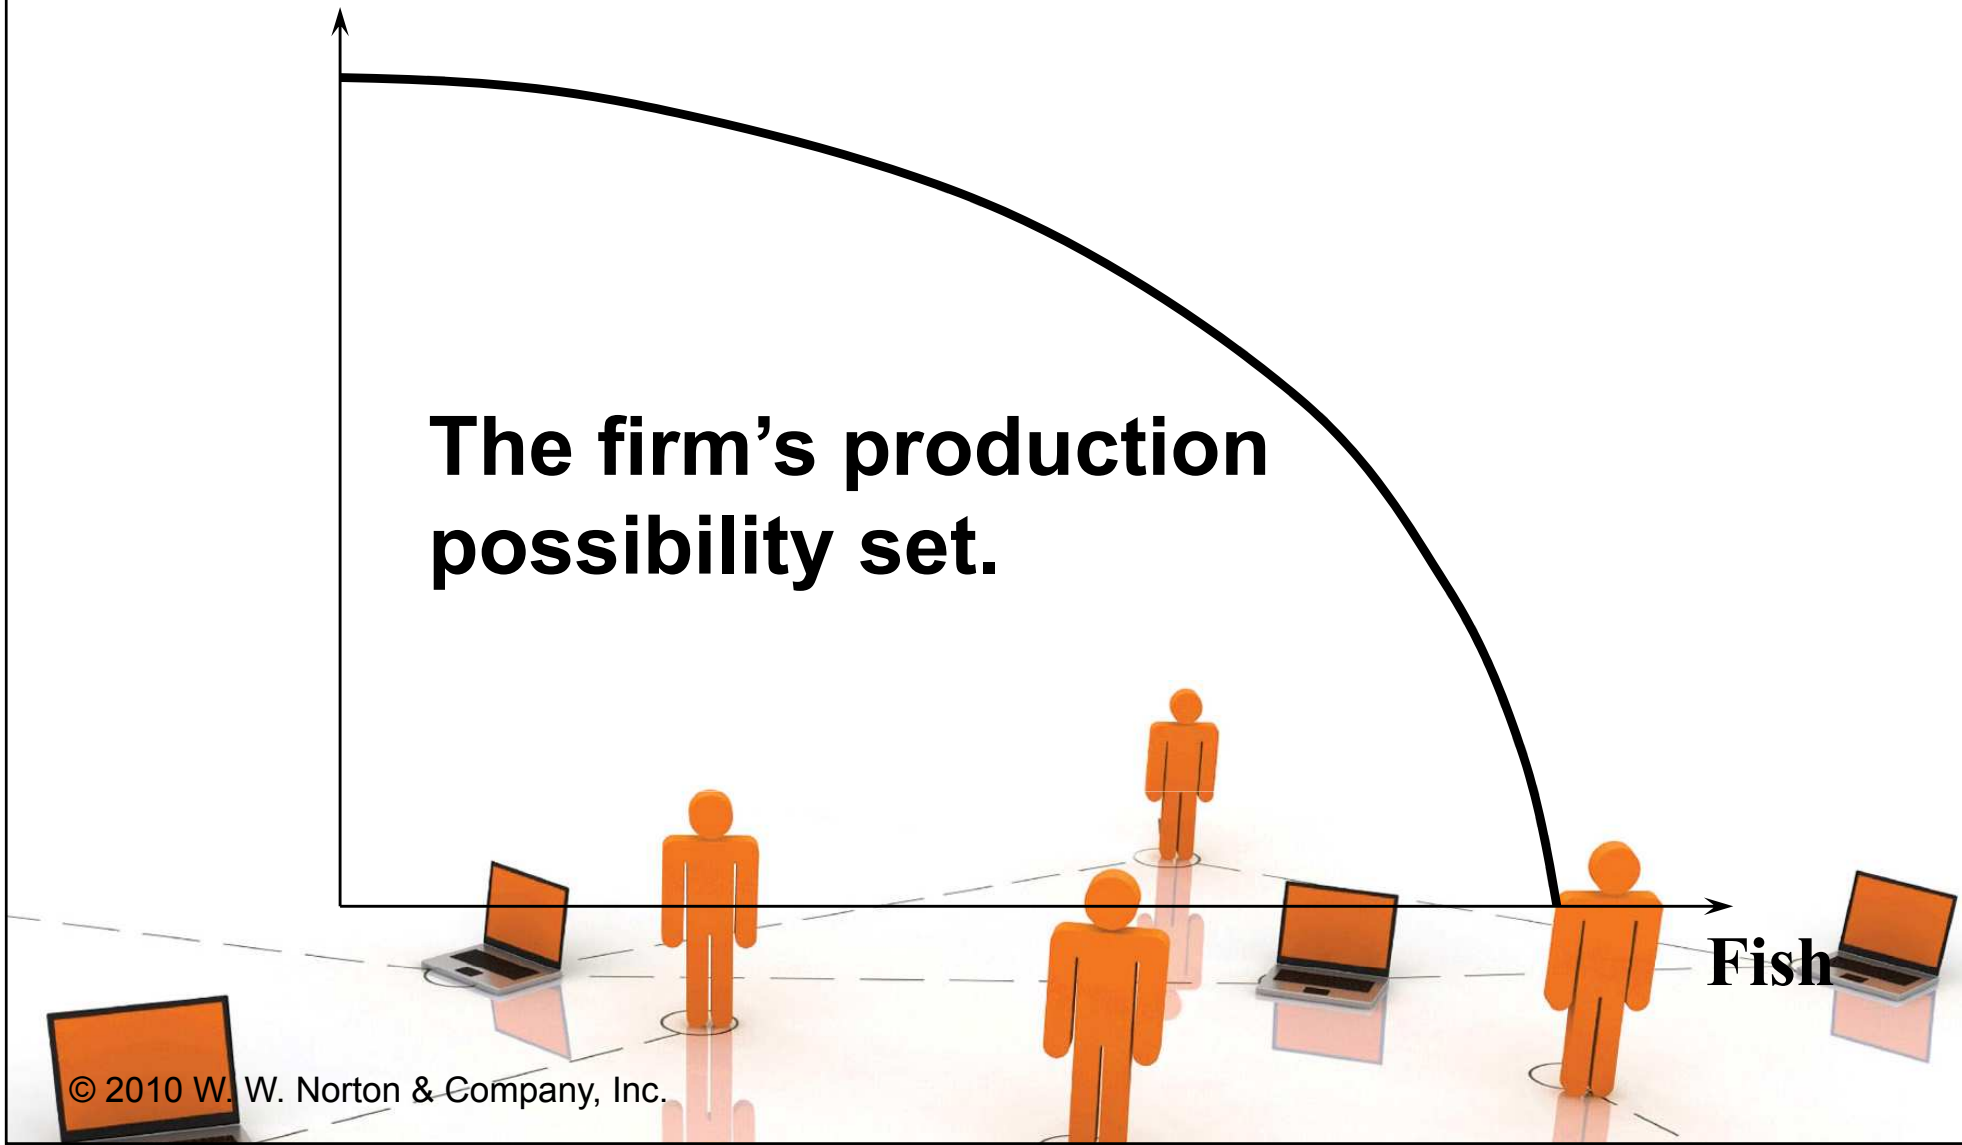 The firm’s production
possibility set.
Fish
© 2010 W. W. Norton & Company, Inc.